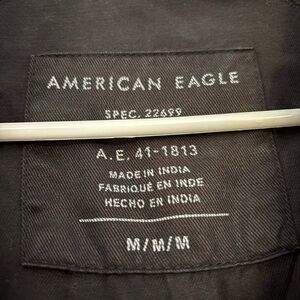 AMERICAN EAGLE
SPEC. 22699
A.E. 41-1813
MADE IN INDIA
FABRIQUÉ EN INDE
HECHO EN INDIA
M/M/M